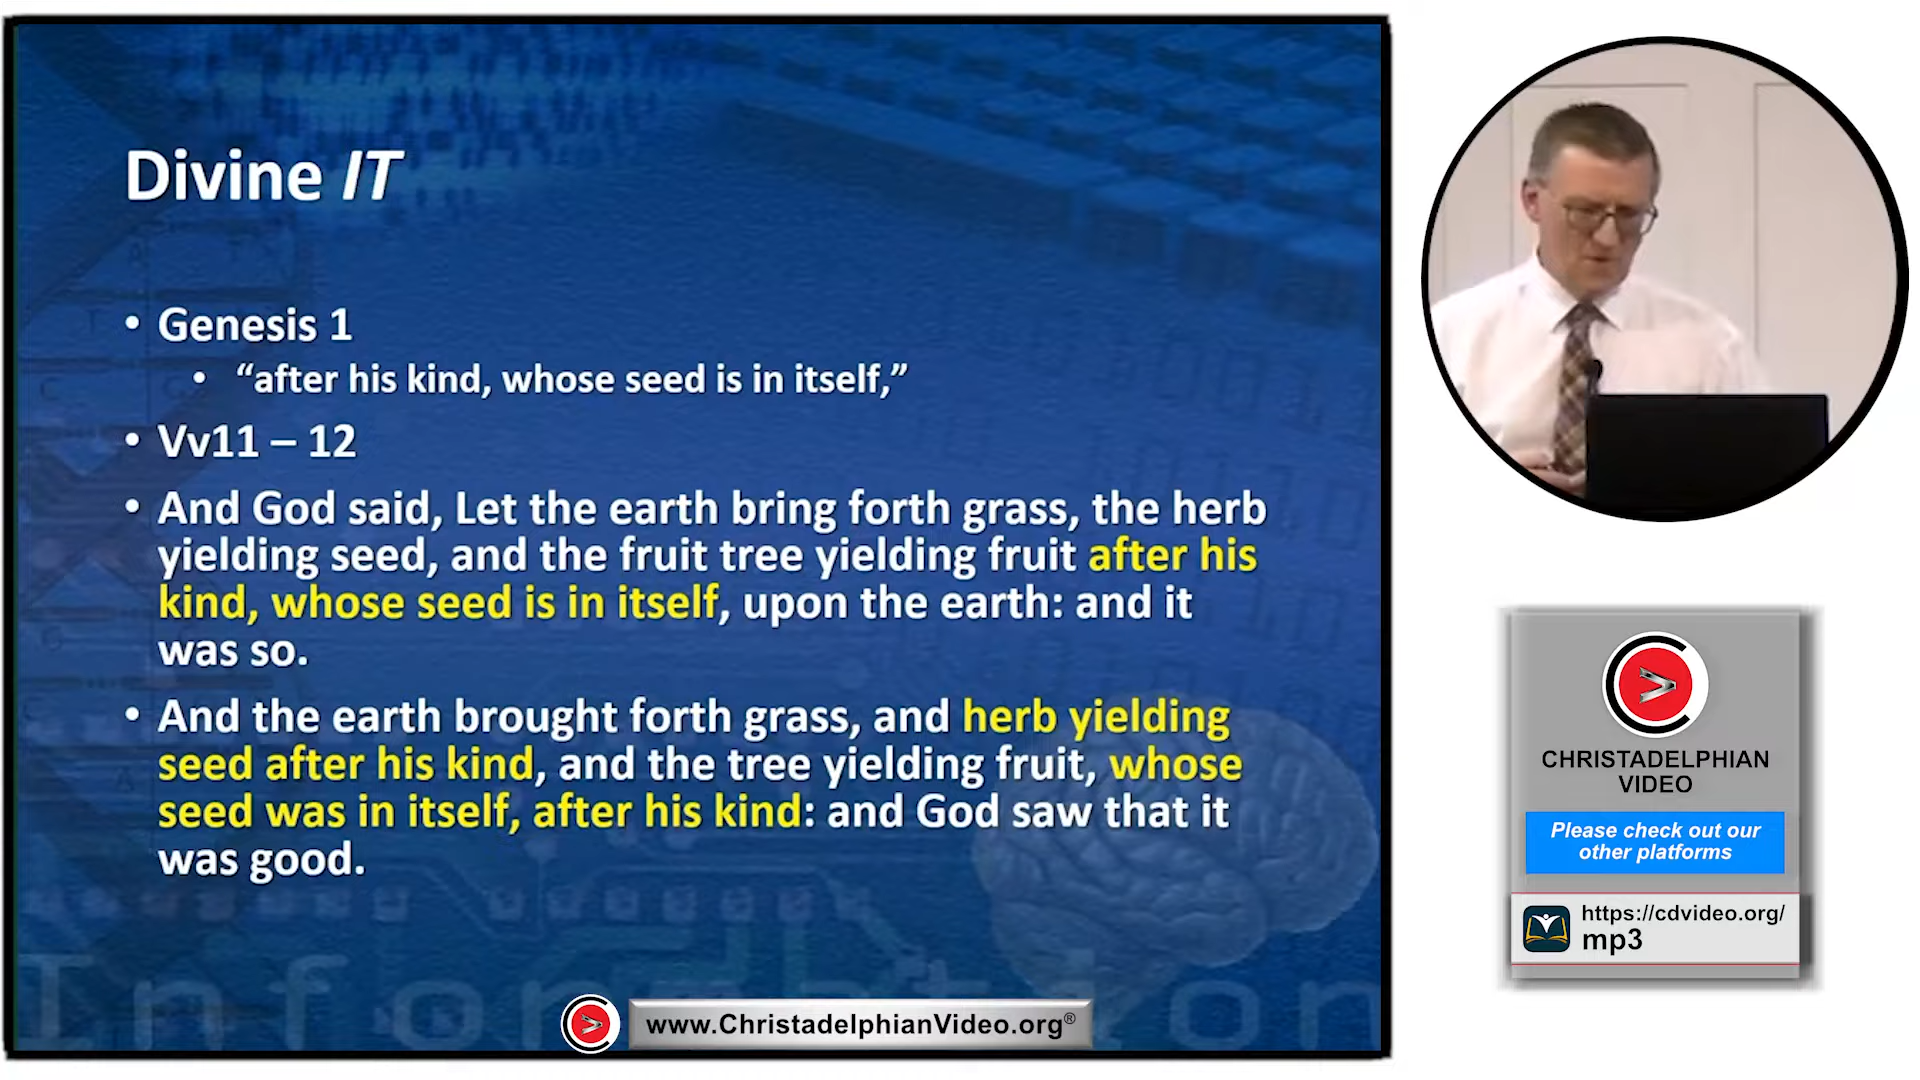 Divine IT
• Genesis 1
• “after his kind, whose seed is in itself,”
• Vv11 – 12
• And God said, Let the earth bring forth grass, the herb
yielding seed, and the fruit tree yielding fruit after his
kind, whose seed is in itself, upon the earth: and it
was so.
• And the earth brought forth grass, and herb yielding
seed after his kind, and the tree yielding fruit, whose
seed was in itself, after his kind: and God saw that it
was good.
Information
www.ChristadelphianVideo.org®
CHRISTADELPHIAN
VIDEO
Please check out our
other platforms
https://cdvideo.org/
mp3